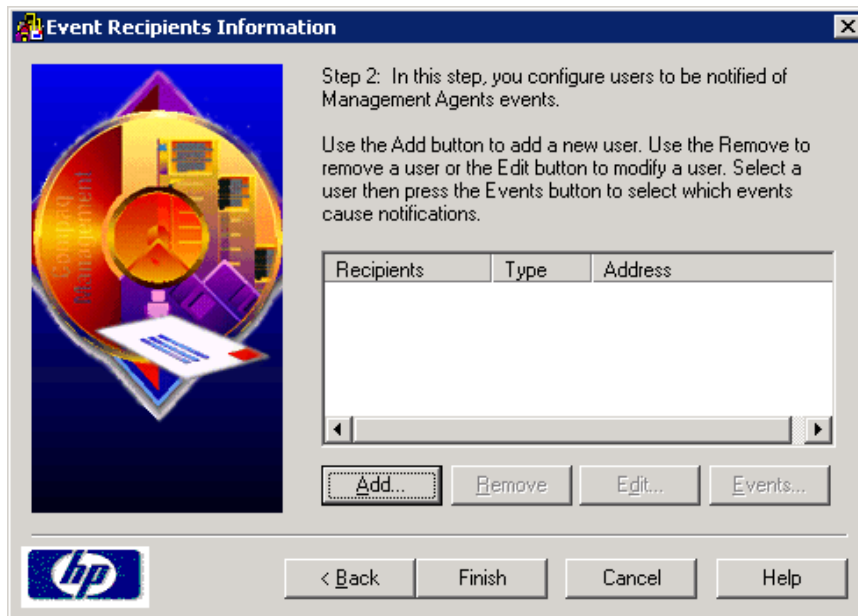 Event Recipients Information
Step 2: In this step, you configure users to be notified of
Management Agents events.
Use the Add button to add a new user. Use the Remove to
remove a user or the Edit button to modify a user. Select a
user then press the Events button to select which events
cause notifications.
Recipients Type Address
Compaq
Management
Add... Remove Edit... Events...
hp
< Back Finish Cancel Help